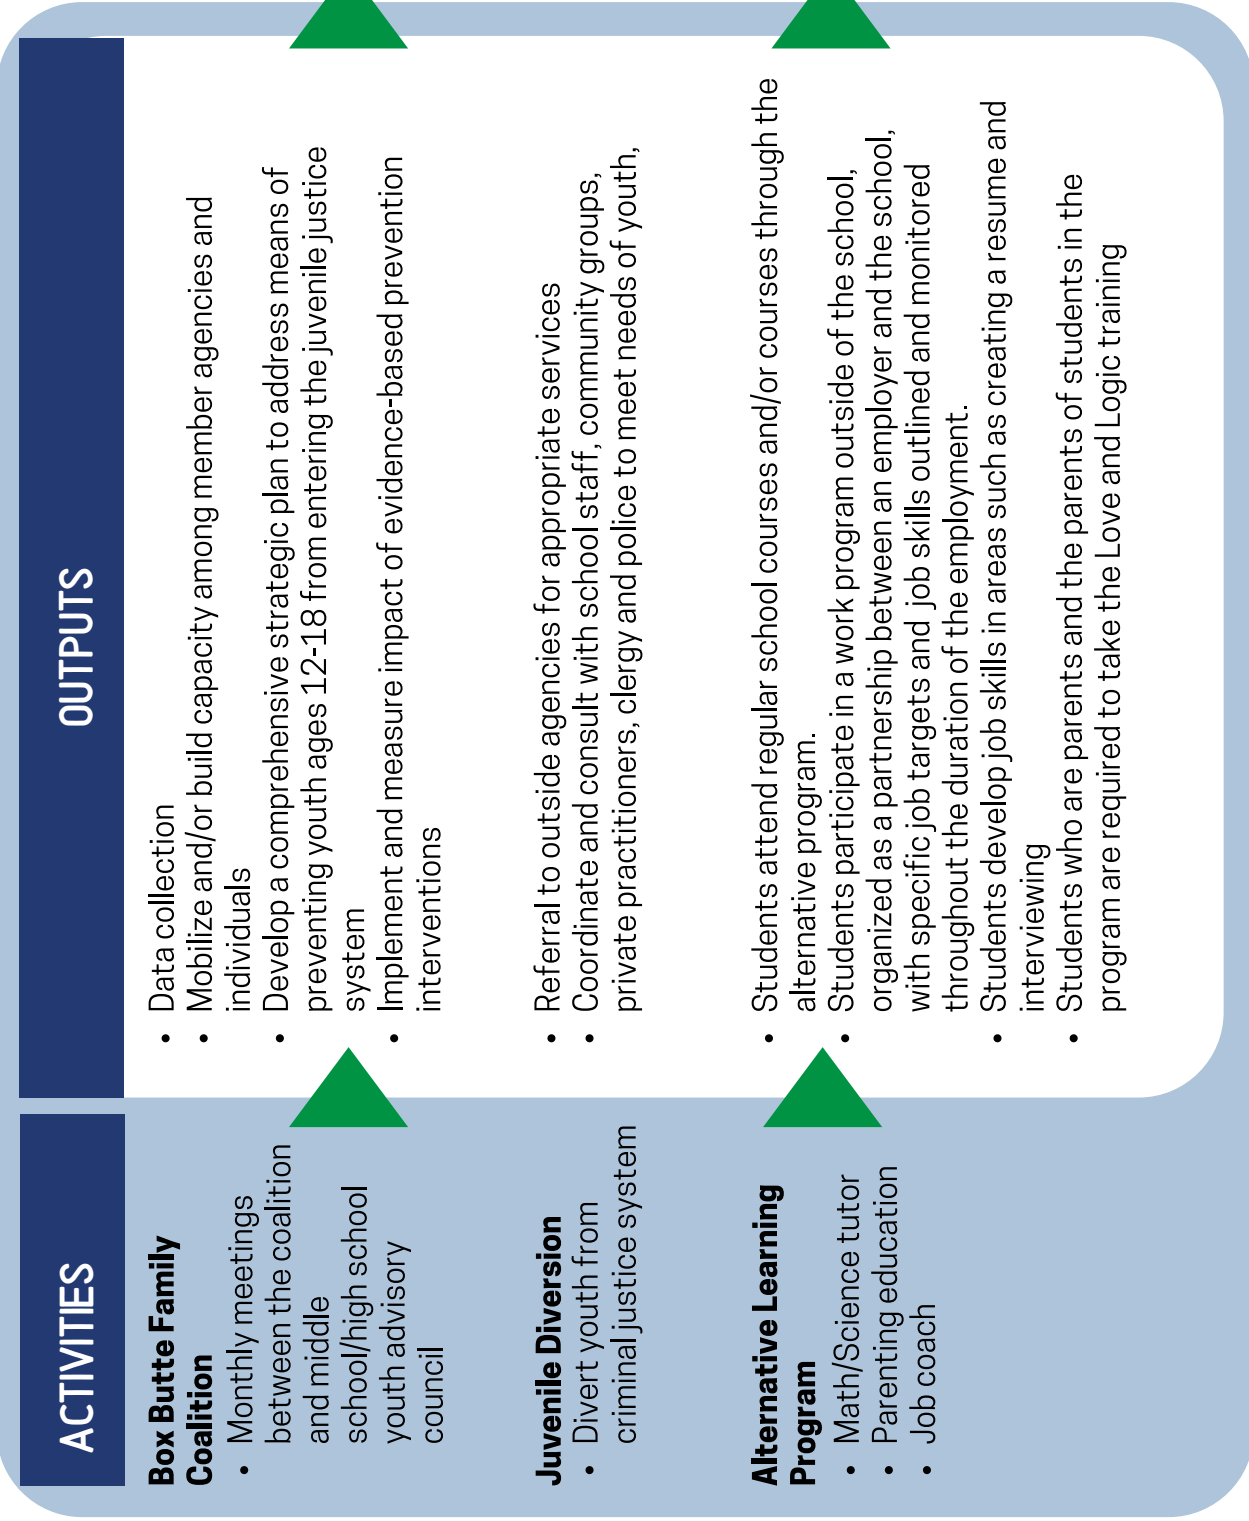 ACTIVITIES
Box Butte Family
Coalition
• Monthly meetings
between the coalition
and middle
school/high school
youth advisory
council
Juvenile Diversion
• Divert youth from
criminal justice system
Alternative Learning
Program
• Math/Science tutor
• Parenting education
• Job coach
OUTPUTS
• Data collection
• Mobilize and/or build capacity among member agencies and
individuals
• Develop a comprehensive strategic plan to address means of
preventing youth ages 12-18 from entering the juvenile justice
system
• Implement and measure impact of evidence-based prevention
interventions
• Referral to outside agencies for appropriate services
• Coordinate and consult with school staff, community groups,
private practitioners, clergy and police to meet needs of youth,
• Students attend regular school courses and/or courses through the
alternative program.
• Students participate in a work program outside of the school,
organized as a partnership between an employer and the school,
with specific job targets and job skills outlined and monitored
throughout the duration of the employment.
• Students develop job skills in areas such as creating a resume and
interviewing
• Students who are parents and the parents of students in the
program are required to take the Love and Logic training